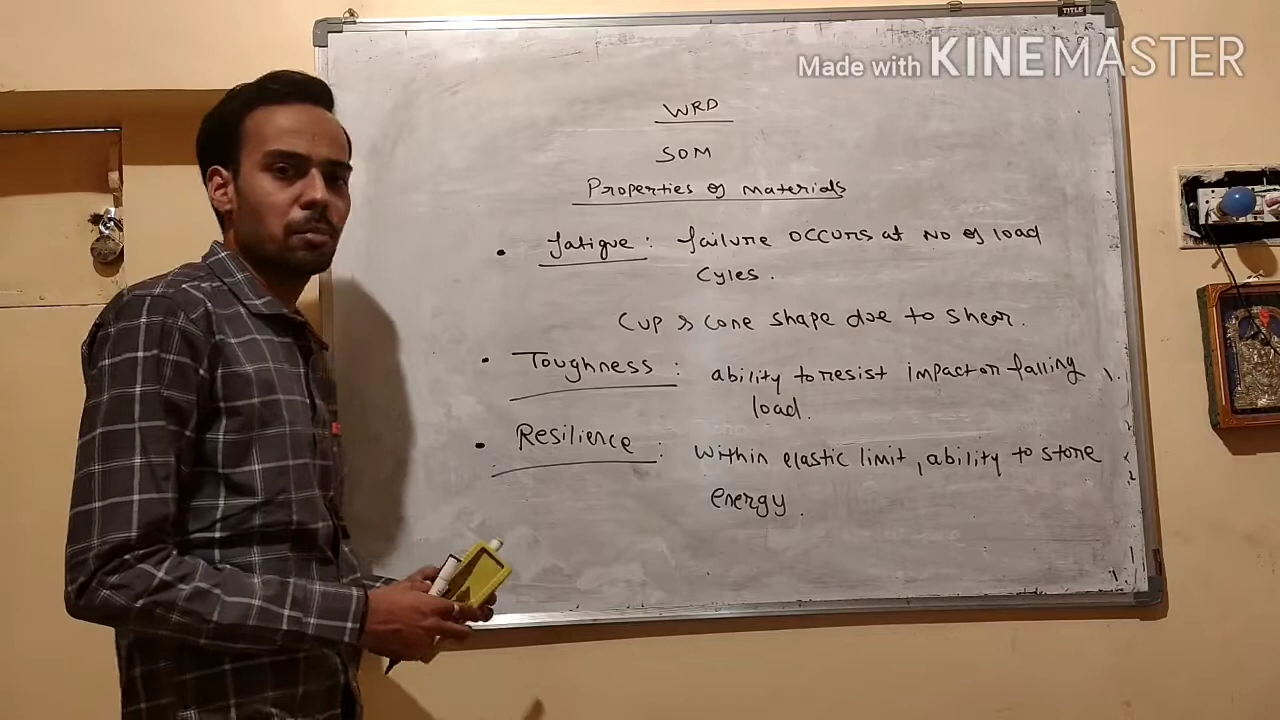 TITLE
Made with KINEMASTER
WRD
SOM
Properties of materials
• fatigue : failure occurs at no of load
cyles.
Cup & cone shape due to shear.
• Toughness : ability to resist impact or falling
load.
• Resilience : within elastic limit, ability to store
energy.